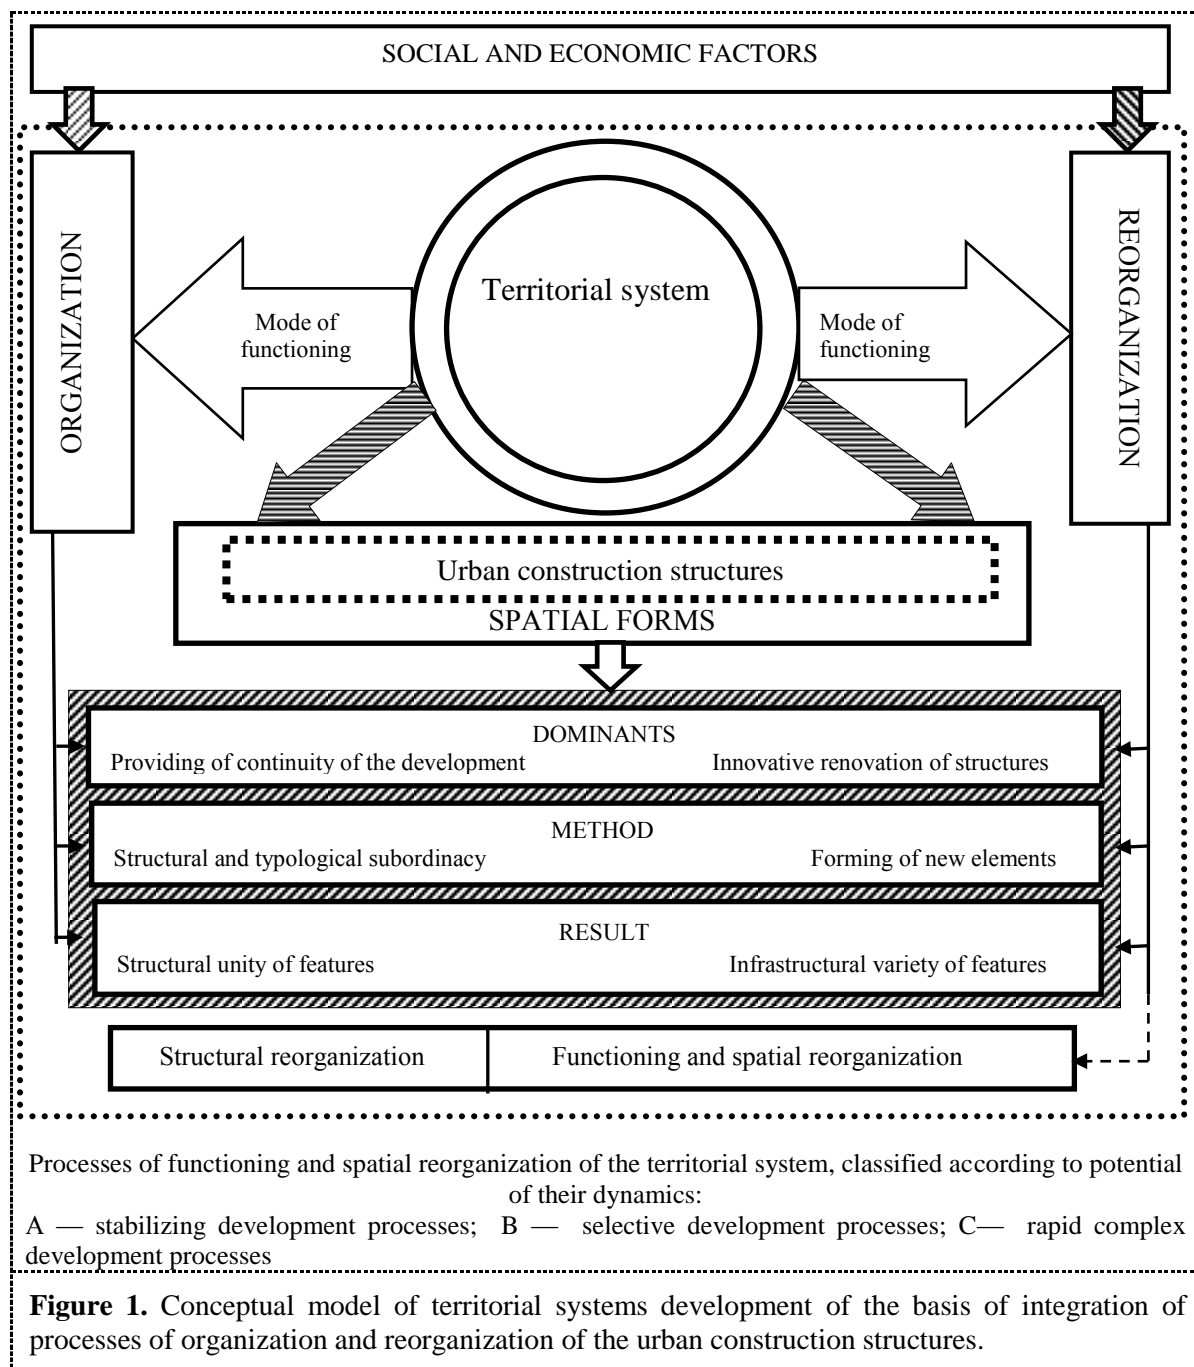 SOCIAL AND ECONOMIC FACTORS
ORGANIZATION
REORGANIZATION
Territorial system
Mode of
functioning
Mode of
functioning
Urban construction structures
SPATIAL FORMS
DOMINANTS
Providing of continuity of the development Innovative renovation of structures
METHOD
Structural and typological subordinacy Forming of new elements
RESULT
Structural unity of features Infrastructural variety of features
Structural reorganization Functioning and spatial reorganization
Processes of functioning and spatial reorganization of the territorial system, classified according to potential
of their dynamics:
A — stabilizing development processes; B — selective development processes; C— rapid complex
development processes
Figure 1. Conceptual model of territorial systems development of the basis of integration of
processes of organization and reorganization of the urban construction structures.